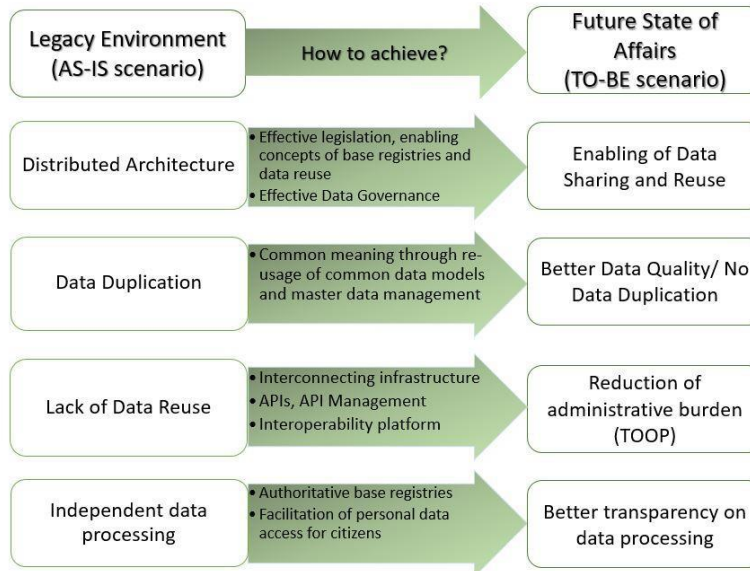 Legacy Environment
(AS-IS scenario)
How to achieve?
Future State of
Affairs
(TO-BE scenario)
Distributed Architecture
• Effective legislation, enabling
concepts of base registries and
data reuse
• Effective Data Governance
Enabling of Data
Sharing and Reuse
Data Duplication
• Common meaning through re-
usage of common data models
and master data management
Better Data Quality/ No
Data Duplication
Lack of Data Reuse
• Interconnecting infrastructure
• APIs, API Management
• Interoperability platform
Reduction of
administrative burden
(TOOP)
Independent data
processing
• Authoritative base registries
• Facilitation of personal data
access for citizens
Better transparency on
data processing